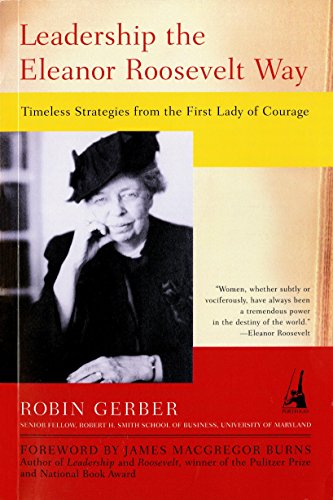 Leadership the
Eleanor Roosevelt Way
Timeless Strategies from the First Lady of Courage
"Women, whether subtly or
vociferously, have always been
a tremendous power
in the destiny of the world."
—Eleanor Roosevelt
PORTFOLIO
ROBIN GERBER
SENIOR FELLOW, ROBERT H. SMITH SCHOOL OF BUSINESS, UNIVERSITY OF MARYLAND
FOREWORD BY JAMES MACGREGOR BURNS
Author of Leadership and Roosevelt, winner of the Pulitzer Prize
and National Book Award